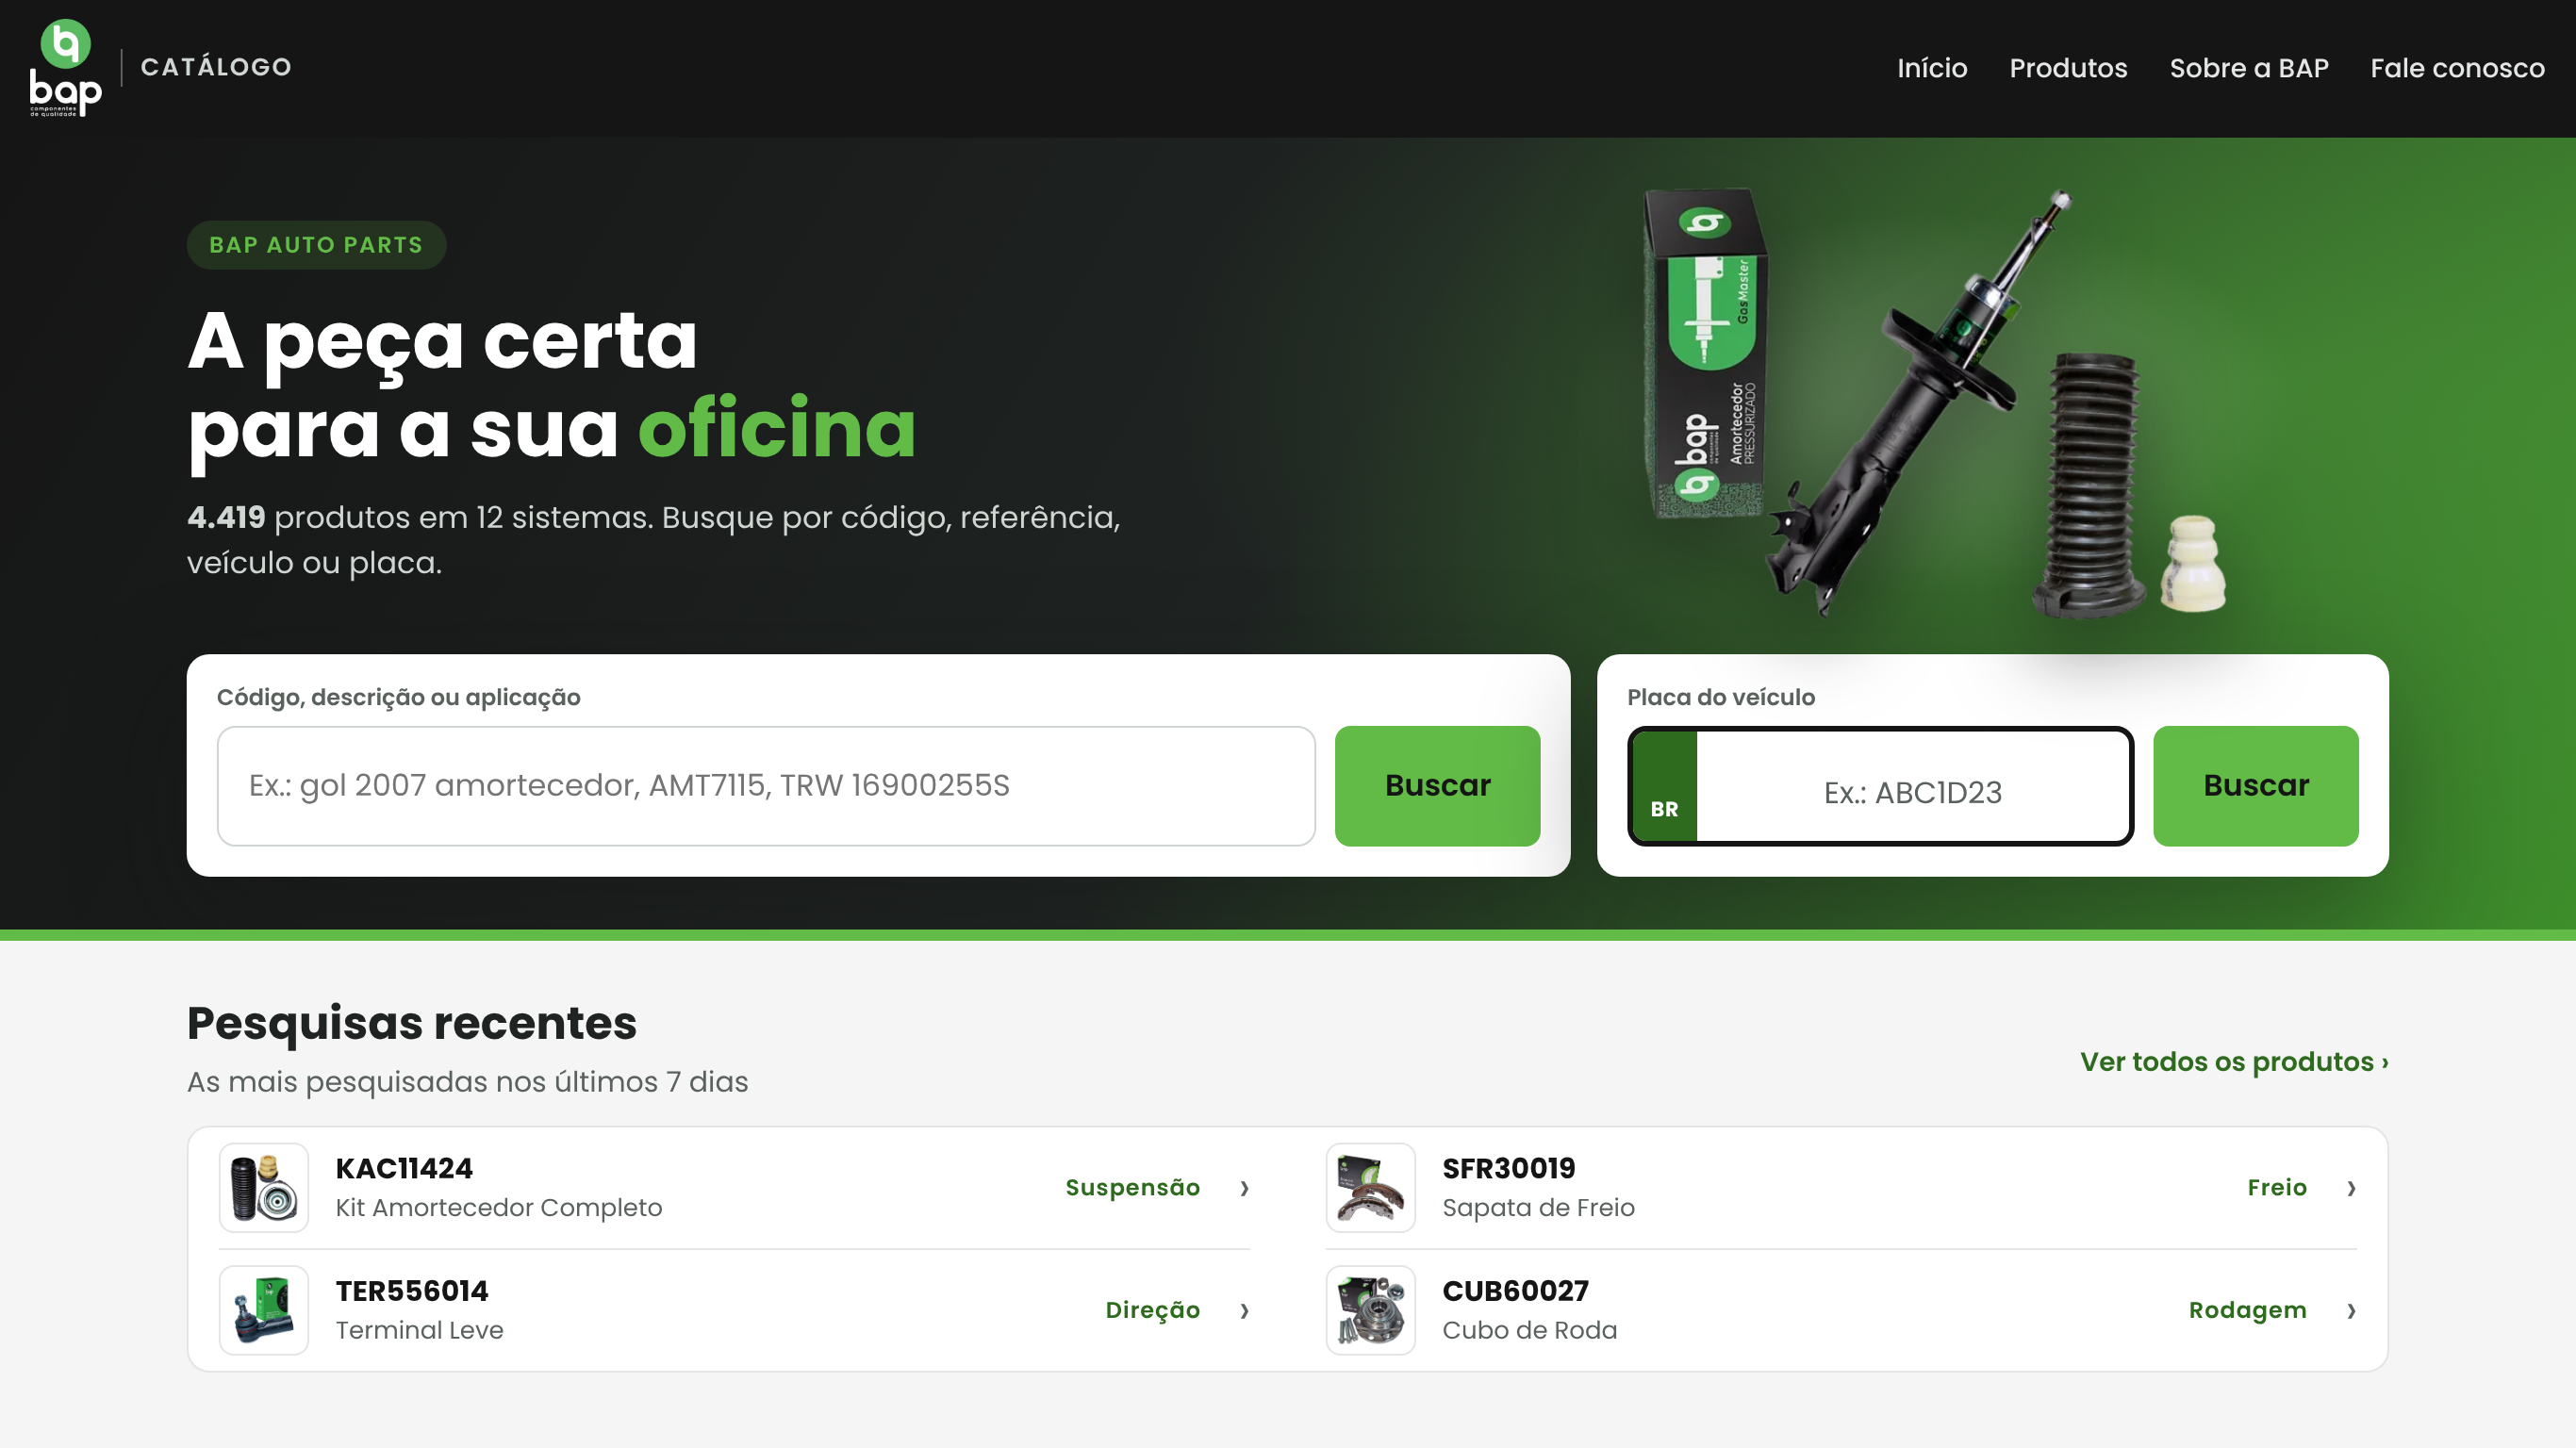 bap
componentes
de qualidade
CATÁLOGO
Início
Produtos
Sobre a BAP
Fale conosco
BAP AUTO PARTS
A peça certa
para a sua oficina
4.419 produtos em 12 sistemas. Busque por código, referência,
veículo ou placa.
GasMaster
bap
Amortecedor
PRESSURIZADO
Código, descrição ou aplicação
Ex.: gol 2007 amortecedor, AMT7115, TRW 16900255S
Buscar
Placa do veículo
BR
Ex.: ABC1D23
Buscar
Pesquisas recentes
As mais pesquisadas nos últimos 7 dias
Ver todos os produtos ›
KAC11424
Kit Amortecedor Completo
Suspensão ›
SFR30019
Sapata de Freio
Freio ›
TER556014
Terminal Leve
Direção ›
CUB60027
Cubo de Roda
Rodagem ›